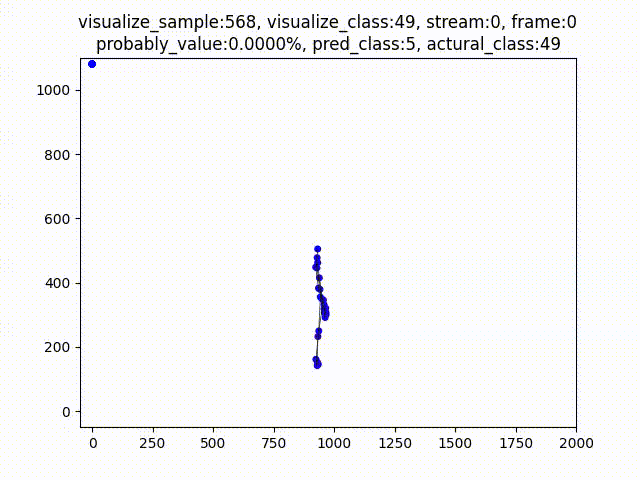 visualize_sample:568, visualize_class:49, stream:0, frame:0
probably_value:0.0000%, pred_class:5, actural_class:49
1000
800
600
400
200
0
0 250 500 750 1000 1250 1500 1750 2000